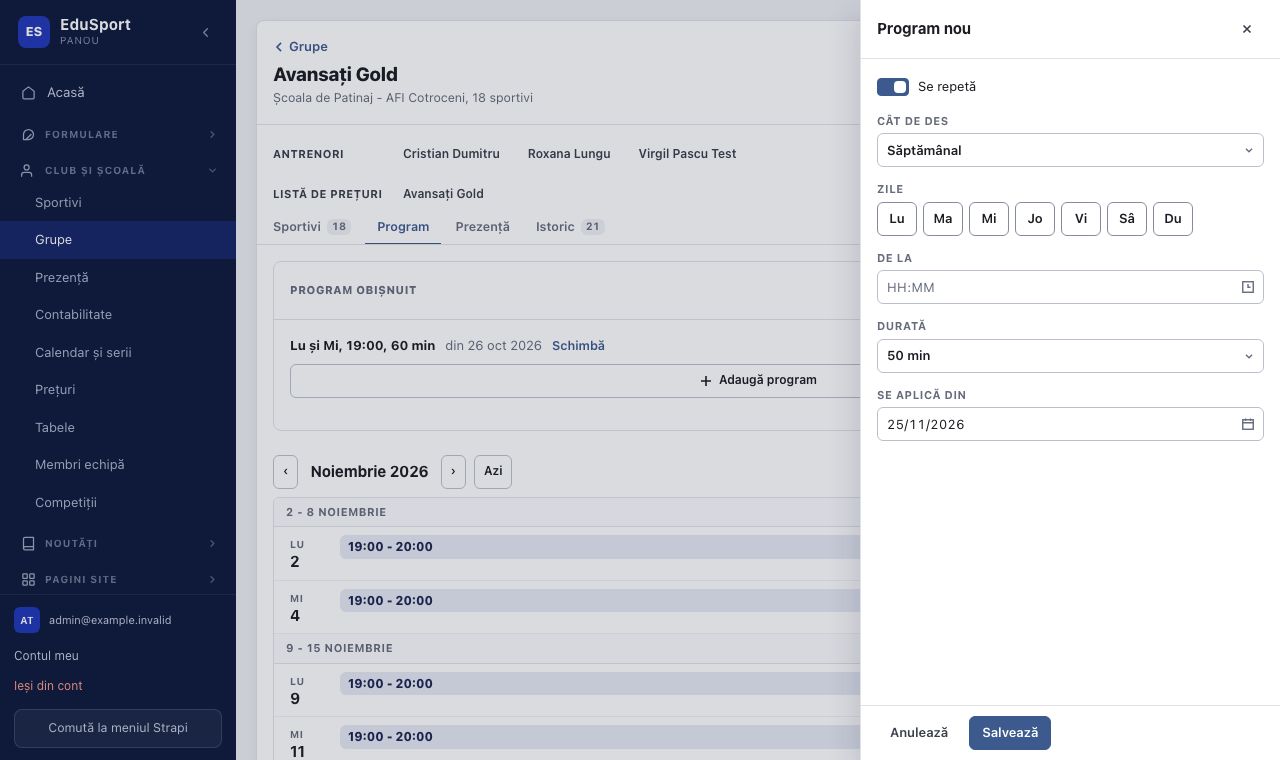 ES
EduSport
PANOU
Acasă
FORMULARE
CLUB ȘI ȘCOALĂ
Sportivi
Grupe
Prezență
Contabilitate
Calendar și serii
Prețuri
Tabele
Membri echipă
Competiții
NOUTĂȚI
PAGINI SITE
AT admin@example.invalid
Contul meu
Ieși din cont
Comută la meniul Strapi
Grupe
Avansați Gold
Școala de Patinaj - AFI Cotroceni, 18 sportivi
ANTRENORI Cristian Dumitru Roxana Lungu Virgil Pascu Test
LISTĂ DE PREȚURI Avansați Gold
Sportivi 18 Program Prezență Istoric 21
PROGRAM OBIȘNUIT
Lu și Mi, 19:00, 60 min din 26 oct 2026 Schimbă
+ Adaugă program
‹ Noiembrie 2026 › Azi
2 - 8 NOIEMBRIE
LU
2
19:00 - 20:00
MI
4
19:00 - 20:00
9 - 15 NOIEMBRIE
LU
9
19:00 - 20:00
MI
11
19:00 - 20:00
Program nou
Se repetă
CÂT DE DES
Săptămânal
ZILE
Lu Ma Mi Jo Vi Sâ Du
DE LA
HH:MM
DURATĂ
50 min
SE APLICĂ DIN
25/11/2026
Anulează Salvează